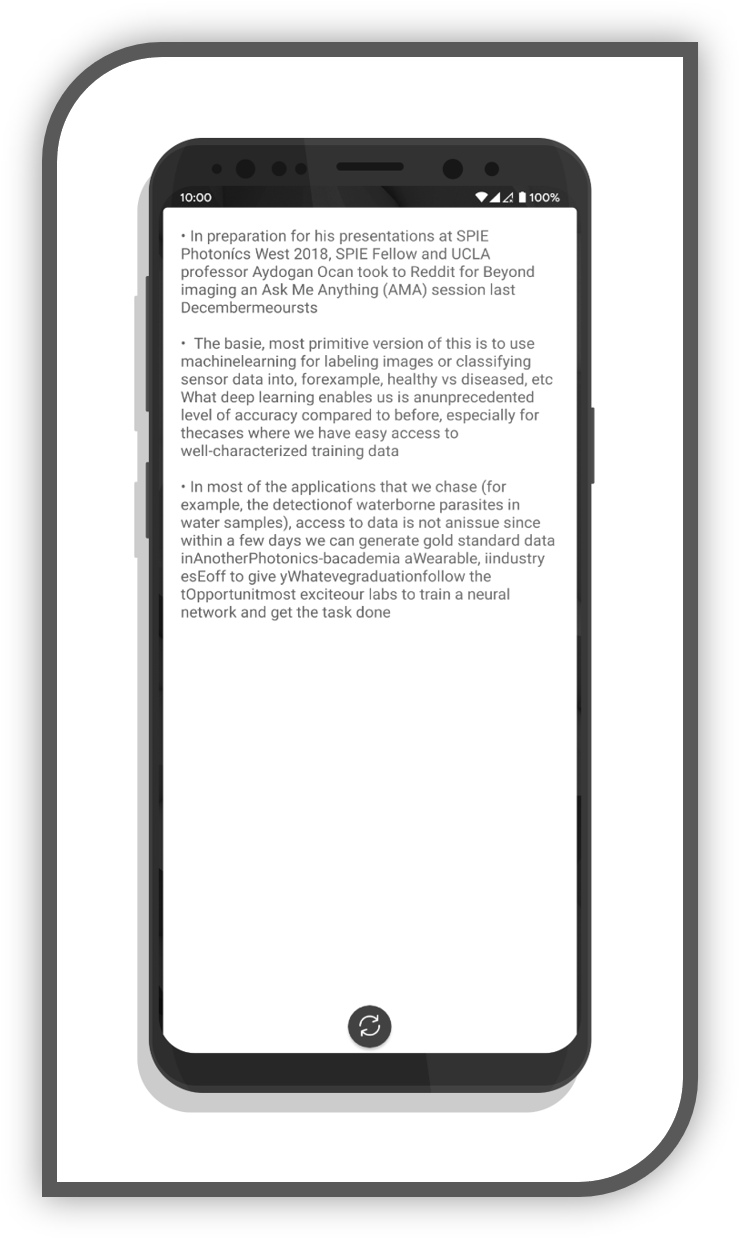 10:00
100%
• In preparation for his presentations at SPIE
Photonícs West 2018, SPIE Fellow and UCLA
professor Aydogan Ocan took to Reddit for Beyond
imaging an Ask Me Anything (AMA) session last
Decembermeoursts
•  The basie, most primitive version of this is to use
machinelearning for labeling images or classifying
sensor data into, forexample, healthy vs diseased, etc
What deep learning enables us is anunprecedented
level of accuracy compared to before, especially for
thecases where we have easy access to
well-characterized training data
• In most of the applications that we chase (for
example, the detectionof waterborne parasites in
water samples), access to data is not anissue since
within a few days we can generate gold standard data
inAnotherPhotonics-bacademia aWearable, iindustry
esEoff to give yWhatevegraduationfollow the
tOpportunitmost exciteour labs to train a neural
network and get the task done